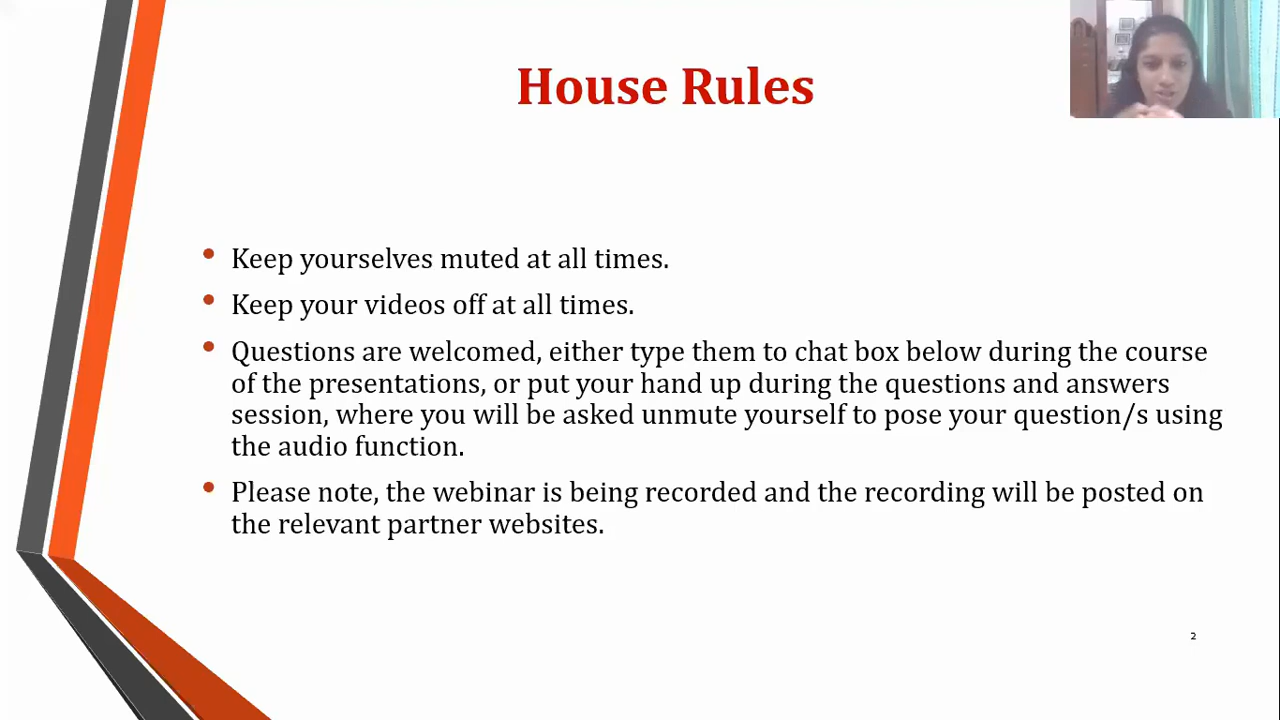 House Rules
Keep yourselves muted at all times.
Keep your videos off at all times.
Questions are welcomed, either type them to chat box below during the course
of the presentations, or put your hand up during the questions and answers
session, where you will be asked unmute yourself to pose your question/s using
the audio function.
Please note, the webinar is being recorded and the recording will be posted on
the relevant partner websites.
2